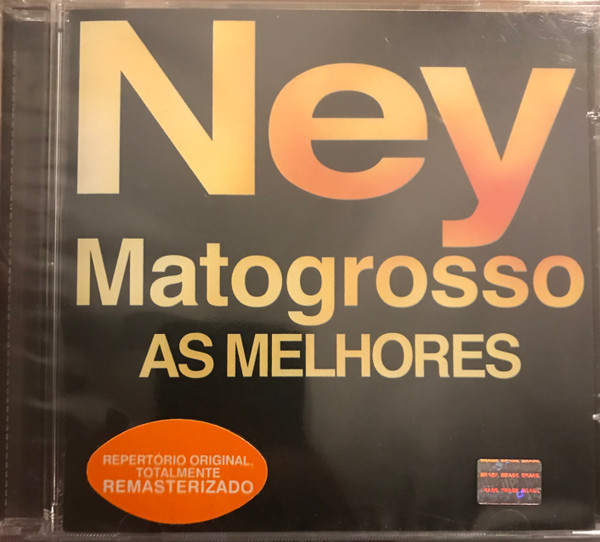 Ney
Matogrosso
AS MELHORES
REPERTÓRIO ORIGINAL,
TOTALMENTE
REMASTERIZADO